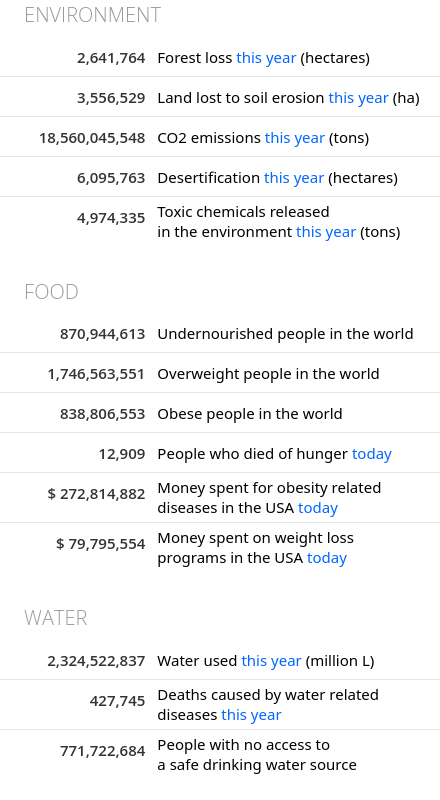 ENVIRONMENT
2,641,764 Forest loss this year (hectares)
3,556,529 Land lost to soil erosion this year (ha)
18,560,045,548 CO2 emissions this year (tons)
6,095,763 Desertification this year (hectares)
4,974,335 Toxic chemicals released
in the environment this year (tons)
FOOD
870,944,613 Undernourished people in the world
1,746,563,551 Overweight people in the world
838,806,553 Obese people in the world
12,909 People who died of hunger today
$ 272,814,882 Money spent for obesity related
diseases in the USA today
$ 79,795,554 Money spent on weight loss
programs in the USA today
WATER
2,324,522,837 Water used this year (million L)
427,745 Deaths caused by water related
diseases this year
771,722,684 People with no access to
a safe drinking water source